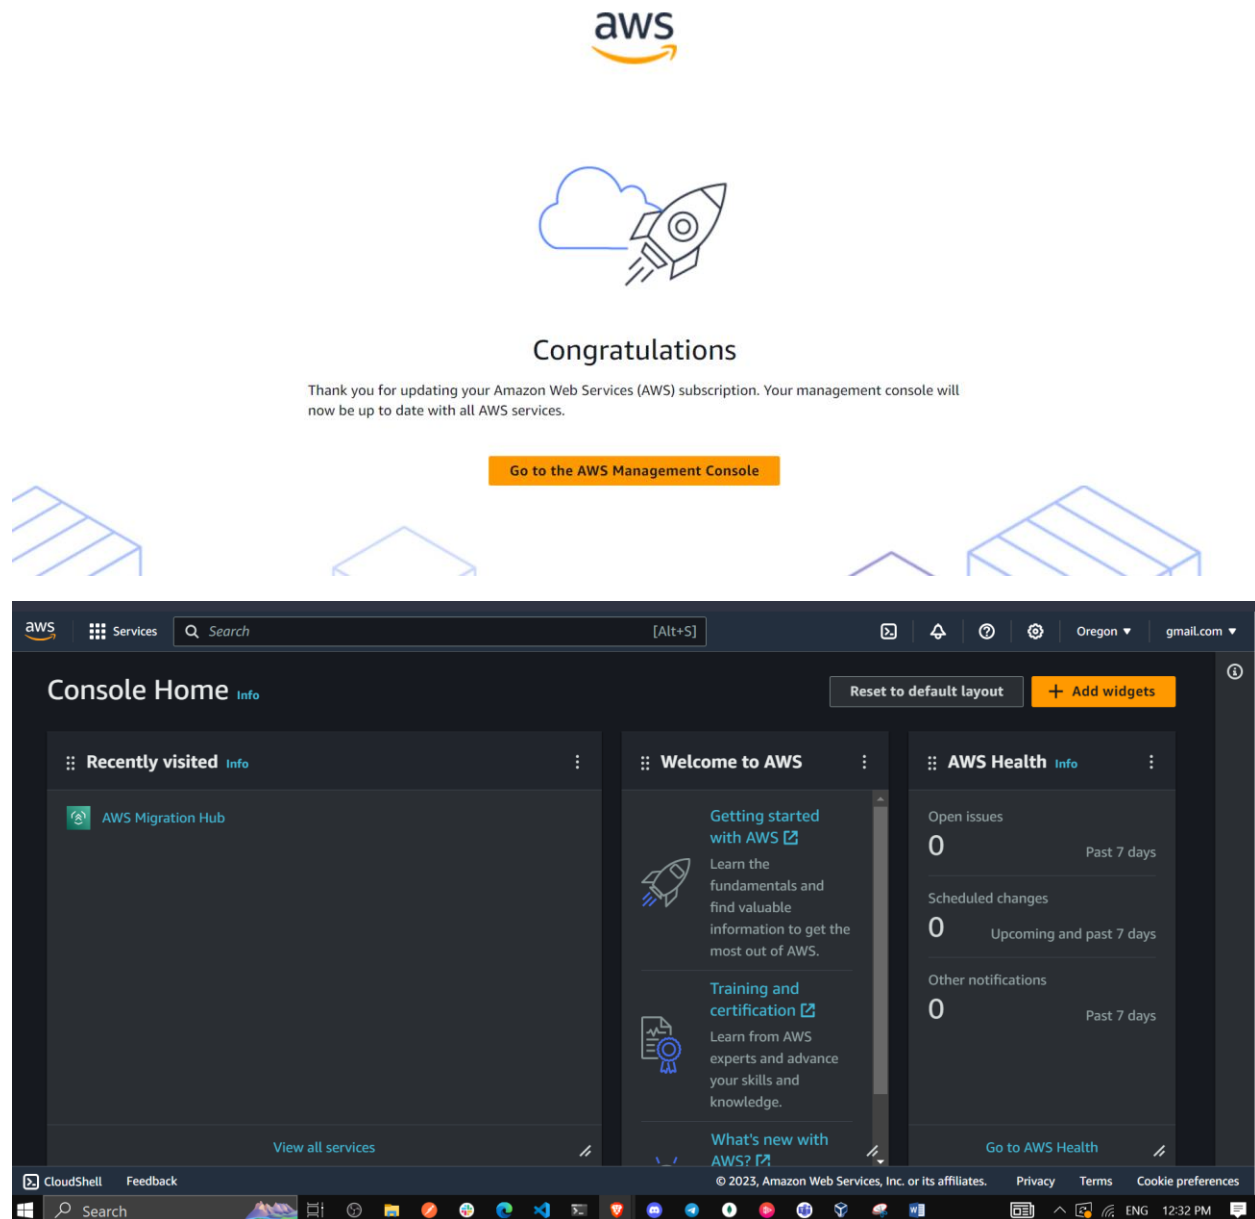 aws
Congratulations
Thank you for updating your Amazon Web Services (AWS) subscription. Your management console will
now be up to date with all AWS services.
Go to the AWS Management Console
aws Services Search [Alt+S] Oregon gmail.com
Console Home Info Reset to default layout + Add widgets
Recently visited Info
AWS Migration Hub
View all services
Welcome to AWS
Getting started
with AWS
Learn the
fundamentals and
find valuable
information to get the
most out of AWS.
Training and
certification
Learn from AWS
experts and advance
your skills and
knowledge.
What's new with
AWS?
AWS Health Info
Open issues
0 Past 7 days
Scheduled changes
0 Upcoming and past 7 days
Other notifications
0 Past 7 days
Go to AWS Health
CloudShell Feedback © 2023, Amazon Web Services, Inc. or its affiliates. Privacy Terms Cookie preferences
Search ENG 12:32 PM